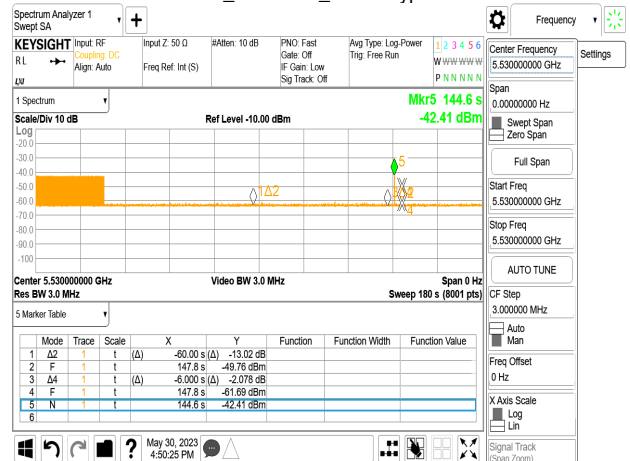 Spectrum Analyzer 1
Swept SA
Frequency
KEYSIGHT
RL
Input: RF
Coupling: DC
Align: Auto
Input Z: 50 Ω
Freq Ref: Int (S)
#Atten: 10 dB
PNO: Fast
Gate: Off
IF Gain: Low
Sig Track: Off
Avg Type: Log-Power
Trig: Free Run
1 2 3 4 5 6
W W W W W W
P N N N N N
LXI
Center Frequency
5.530000000 GHz
Settings
Span
0.00000000 Hz
Swept Span
Zero Span
Full Span
Start Freq
5.530000000 GHz
Stop Freq
5.530000000 GHz
AUTO TUNE
CF Step
3.000000 MHz
Auto
Man
Freq Offset
0 Hz
X Axis Scale
Log
Lin
Signal Track
(Span Zoom)
1 Spectrum
Scale/Div 10 dB
Ref Level -10.00 dBm
Mkr5 144.6 s
-42.41 dBm
Log
-20.0
-30.0
-40.0
-50.0
-60.0
-70.0
-80.0
-90.0
-100
1Δ2
5
4
Center 5.530000000 GHz
Res BW 3.0 MHz
Video BW 3.0 MHz
Span 0 Hz
Sweep 180 s (8001 pts)
5 Marker Table
Mode Trace Scale X Y Function Function Width Function Value
1 Δ2 1 t (Δ) -60.00 s (Δ) -13.02 dB
2 F 1 t 147.8 s -49.76 dBm
3 Δ4 1 t (Δ) -6.000 s (Δ) -2.078 dB
4 F 1 t 147.8 s -61.69 dBm
5 N 1 t 144.6 s -42.41 dBm
6
?
May 30, 2023
4:50:25 PM